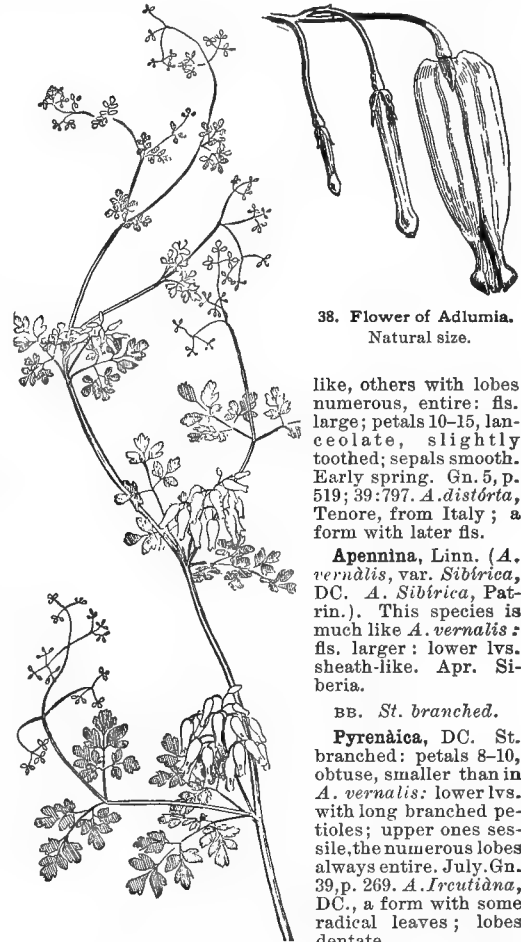 38. Flower of Adlumia.
Natural size.
like, others with lobes
numerous, entire: fls.
large; petals 10–15, lan-
ceolate, slightly
toothed; sepals smooth.
Early spring. Gn. 5, p.
519; 39:797. A. distórta,
Tenore, from Italy; a
form with later fls.
Apennìna, Linn. (A.
vernàlis, var. Sibírica,
DC. A. Sibírica, Pat-
rin.). This species is
much like A. vernalis:
fls. larger: lower lvs.
sheath-like. Apr. Si-
beria.
BB. St. branched.
Pyrenàica, DC. St.
branched: petals 8–10,
obtuse, smaller than in
A. vernalis: lower lvs.
with long branched pe-
tioles; upper ones ses-
sile, the numerous lobes
always entire. July. Gn.
39, p. 269. A. Ircutiàna,
DC., a form with some
radical leaves; lobes
dentate.